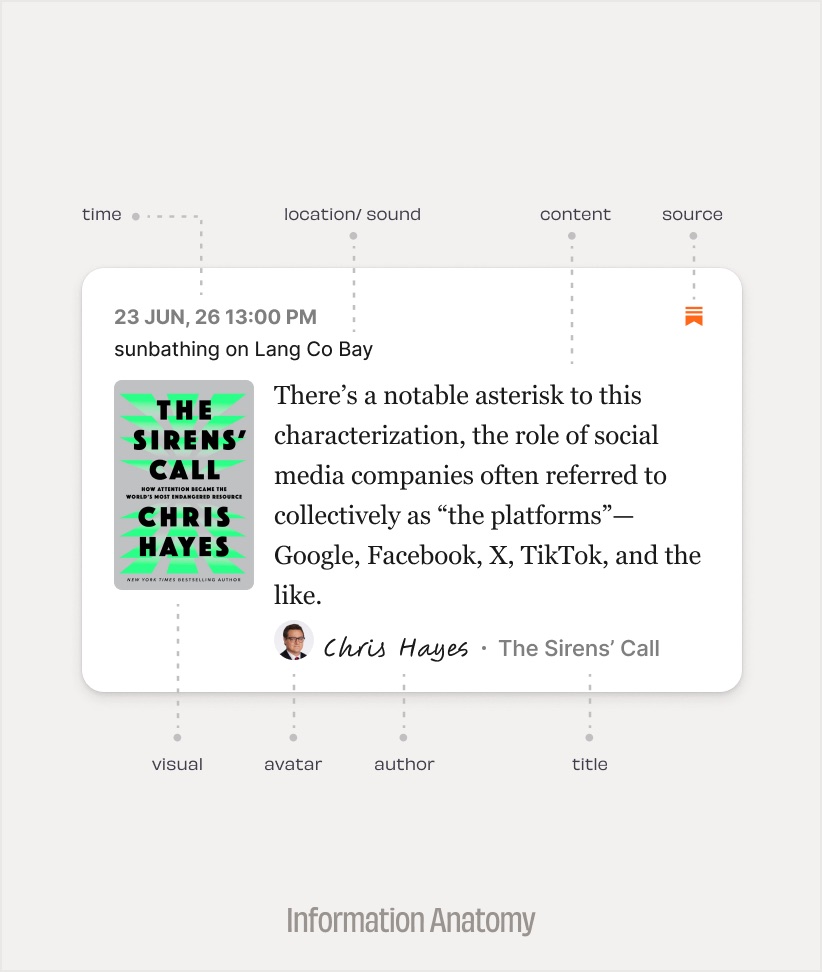 time
location/ sound
content
source
23 JUN, 26 13:00 PM
sunbathing on Lang Co Bay
THE
SIRENS’
CALL
HOW ATTENTION BECAME THE
WORLD’S MOST ENDANGERED RESOURCE
CHRIS
HAYES
NEW YORK TIMES BESTSELLING AUTHOR
There’s a notable asterisk to this
characterization, the role of social
media companies often referred to
collectively as “the platforms”—
Google, Facebook, X, TikTok, and the
like.
Chris Hayes · The Sirens’ Call
visual
avatar
author
title
Information Anatomy